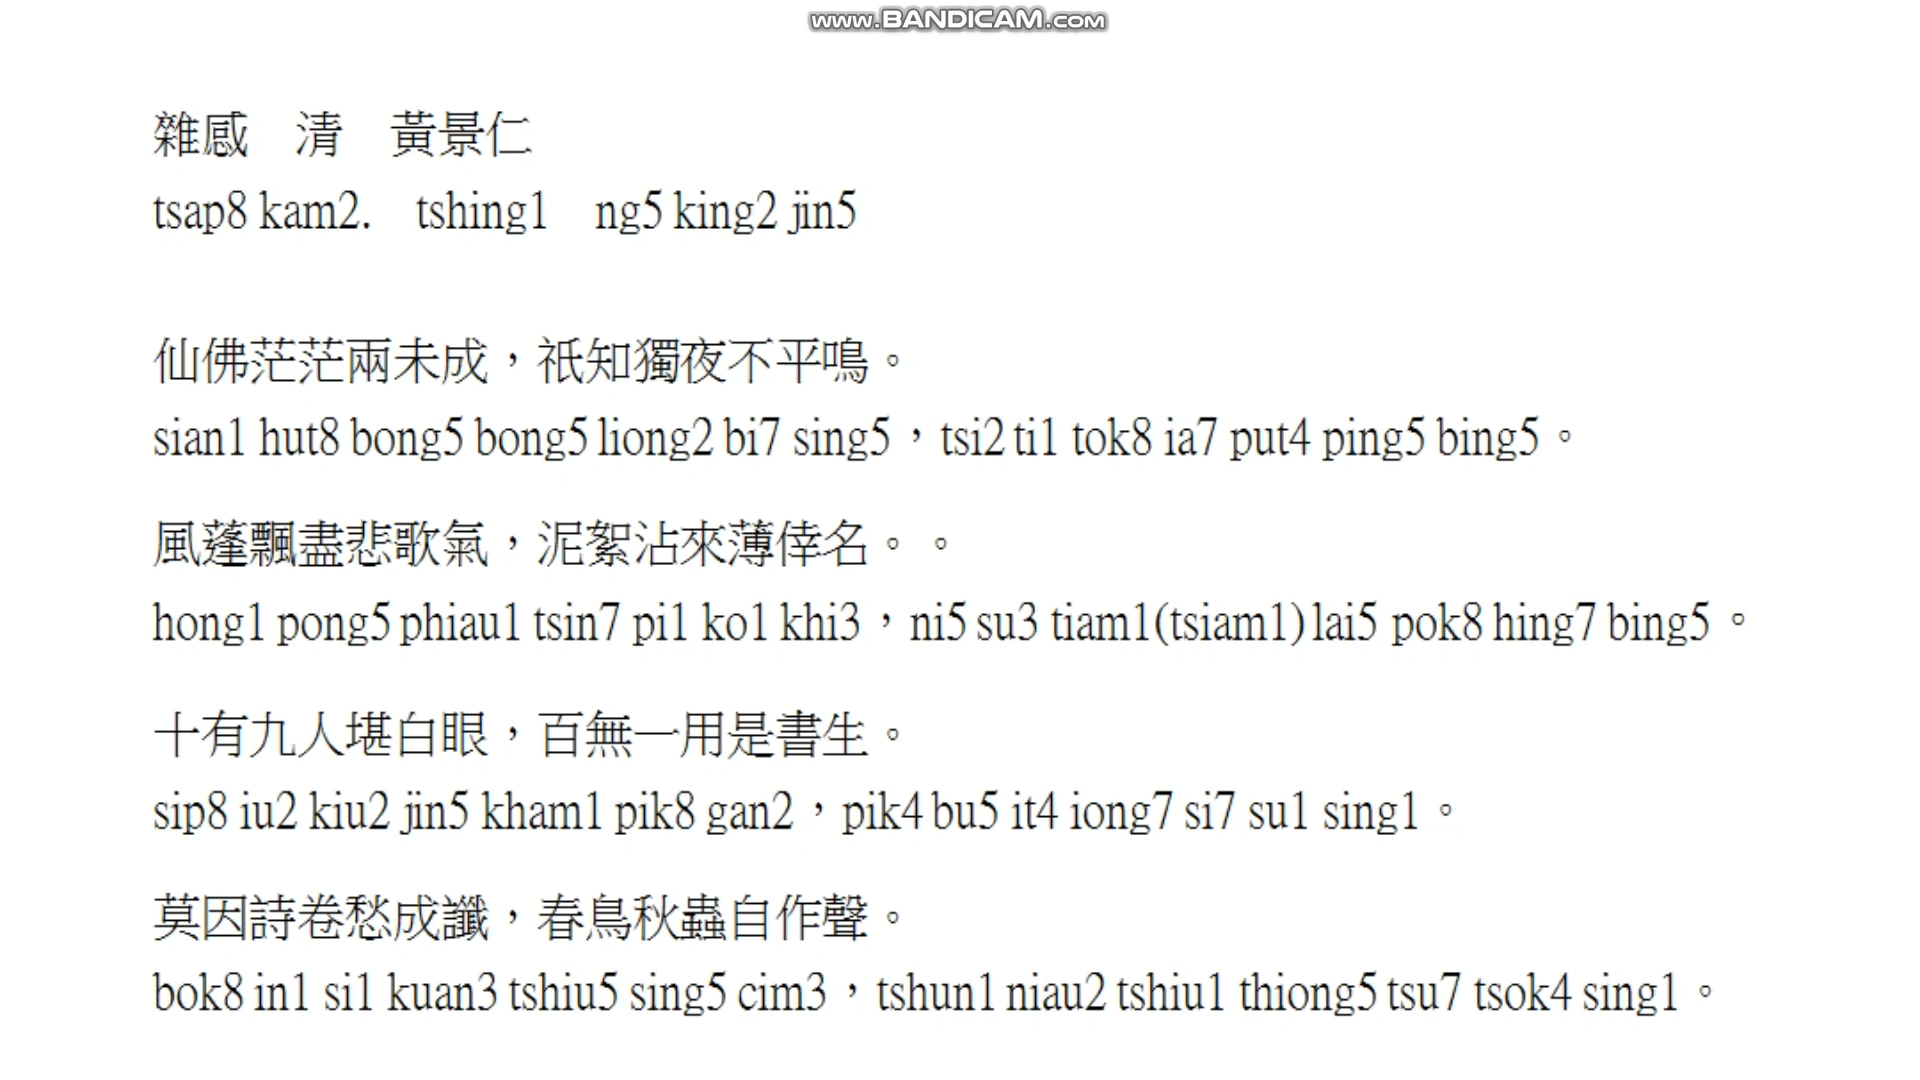 www.BANDICAM.com
雜感　清　黃景仁
tsap8 kam2.　tshing1　ng5 king2 jin5
仙佛茫茫兩未成，祇知獨夜不平鳴。
sian1 hut8 bong5 bong5 liong2 bi7 sing5，tsi2 ti1 tok8 ia7 put4 ping5 bing5。
風蓬飄盡悲歌氣，泥絮沾來薄倖名。。
hong1 pong5 phiau1 tsin7 pi1 ko1 khi3，ni5 su3 tiam1(tsiam1) lai5 pok8 hing7 bing5。
十有九人堪白眼，百無一用是書生。
sip8 iu2 kiu2 jin5 kham1 pik8 gan2，pik4 bu5 it4 iong7 si7 su1 sing1。
莫因詩卷愁成讖，春鳥秋蟲自作聲。
bok8 in1 si1 kuan3 tshiu5 sing5 cim3，tshun1 niau2 tshiu1 thiong5 tsu7 tsok4 sing1。